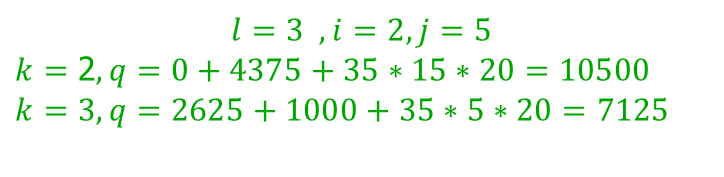 l = 3 , i = 2, j = 5
k = 2, q = 0 + 4375 + 35 * 15 * 20 = 10500
k = 3, q = 2625 + 1000 + 35 * 5 * 20 = 7125